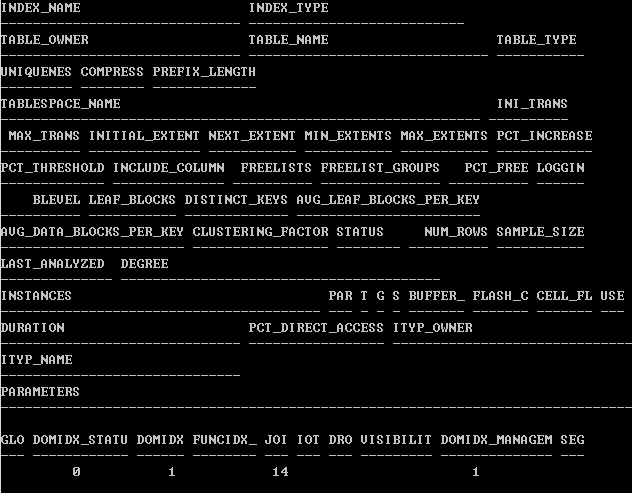 INDEX_NAME INDEX_TYPE
TABLE_OWNER TABLE_NAME TABLE_TYPE
UNIQUENES COMPRESS PREFIX_LENGTH
TABLESPACE_NAME INI_TRANS
MAX_TRANS INITIAL_EXTENT NEXT_EXTENT MIN_EXTENTS MAX_EXTENTS PCT_INCREASE
PCT_THRESHOLD INCLUDE_COLUMN FREELISTS FREELIST_GROUPS PCT_FREE LOGGIN
BLEVEL LEAF_BLOCKS DISTINCT_KEYS AVG_LEAF_BLOCKS_PER_KEY
AVG_DATA_BLOCKS_PER_KEY CLUSTERING_FACTOR STATUS NUM_ROWS SAMPLE_SIZE
LAST_ANALYZED DEGREE
INSTANCES PAR T G S BUFFER_ FLASH_C CELL_FL USE
DURATION PCT_DIRECT_ACCESS ITYP_OWNER
ITYP_NAME
PARAMETERS
GLO DOMIDX_STATU DOMIDX FUNCIDX_ JOI IOT DRO VISIBILIT DOMIDX_MANAGEM SEG
0 1 14 1